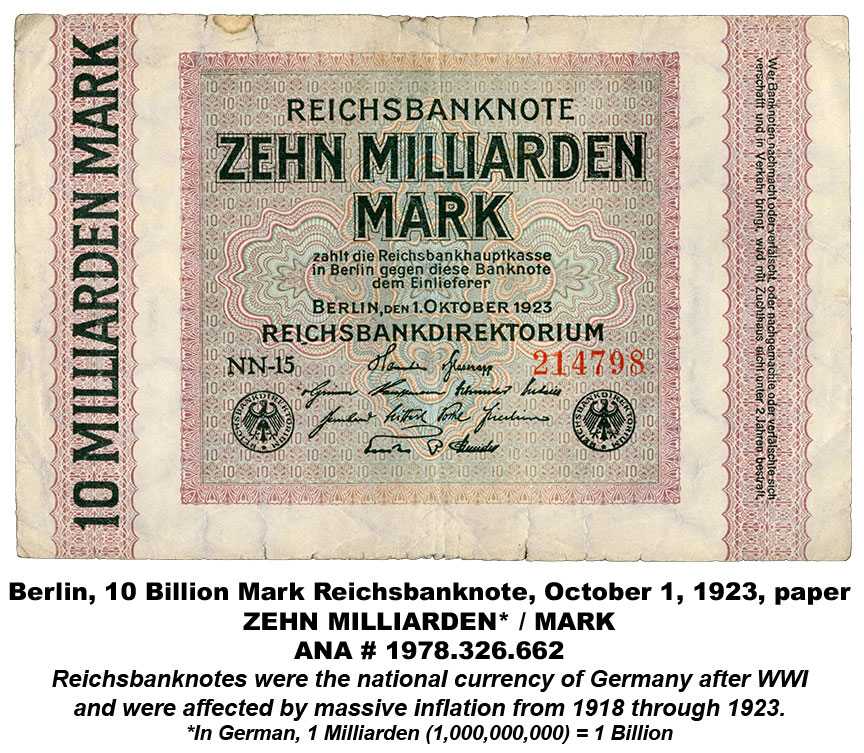 10 MILLIARDEN MARK
REICHSBANKNOTE
ZEHN MILLIARDEN
MARK
zahlt die Reichsbankhauptkasse
in Berlin gegen diese Banknote
dem Einlieferer
BERLIN, DEN 1. OKTOBER 1923
REICHSBANKDIREKTORIUM
NN-15
214798
REICHSBANKDIREKTORIUM
REICHSBANKDIREKTORIUM
Wer Banknoten nachmacht oder verfälscht, oder nachgemachte oder verfälschte sich
verschafft und in Verkehr bringt, wird mit Zuchthaus nicht unter 2 Jahren bestraft.
Berlin, 10 Billion Mark Reichsbanknote, October 1, 1923, paper
ZEHN MILLIARDEN* / MARK
ANA # 1978.326.662
Reichsbanknotes were the national currency of Germany after WWI
and were affected by massive inflation from 1918 through 1923.
*In German, 1 Milliarden (1,000,000,000) = 1 Billion